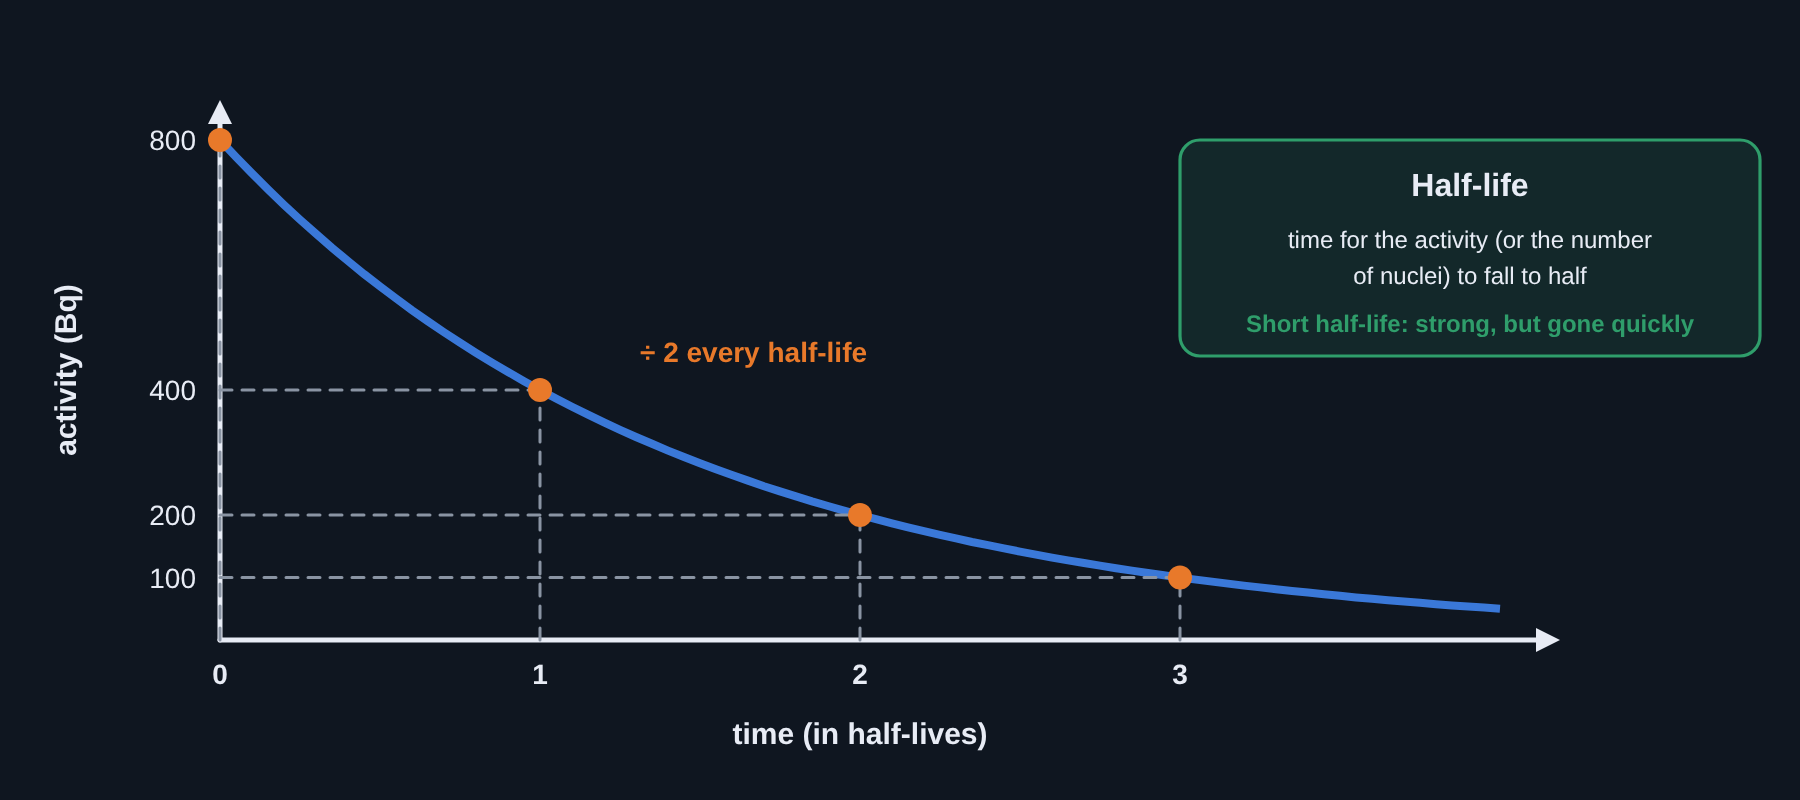 800
400
200
100
activity (Bq)
÷ 2 every half-life
Half-life
time for the activity (or the number
of nuclei) to fall to half
Short half-life: strong, but gone quickly
0
1
2
3
time (in half-lives)